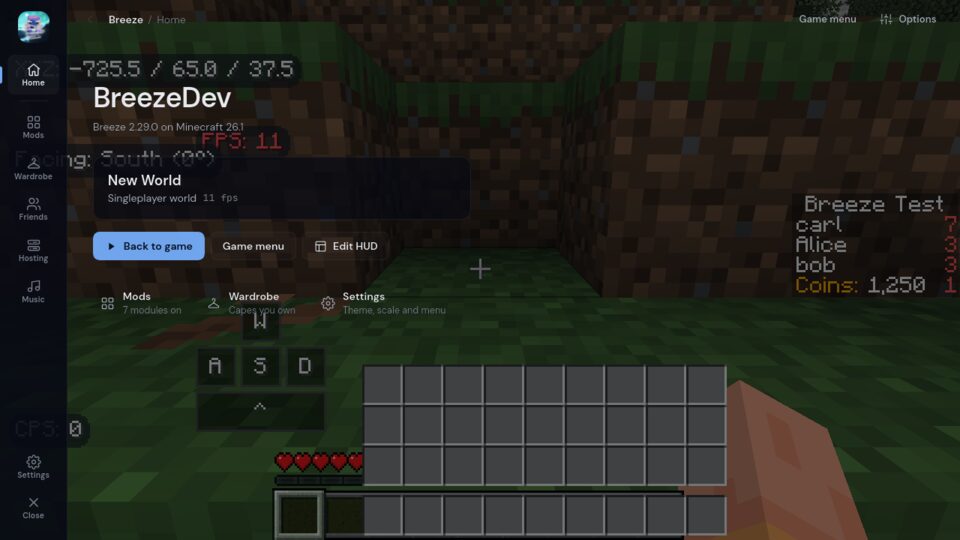 Breeze / Home
Game menu
Options
Home
XYZ: -725.5 / 65.0 / 37.5
BreezeDev
Breeze 2.29.0 on Minecraft 26.1
FPS: 11
Mods
Facing: South (0°)
Wardrobe
New World
Singleplayer world 11 fps
Friends
Breeze Test
carl 7
Alice 3
bob 3
Coins: 1,250 1
Hosting
Back to game
Game menu
Edit HUD
Music
Mods
7 modules on
Wardrobe
Capes you own
Settings
Theme, scale and menu
W
A
S
D
^
CPS: 0
Settings
Close